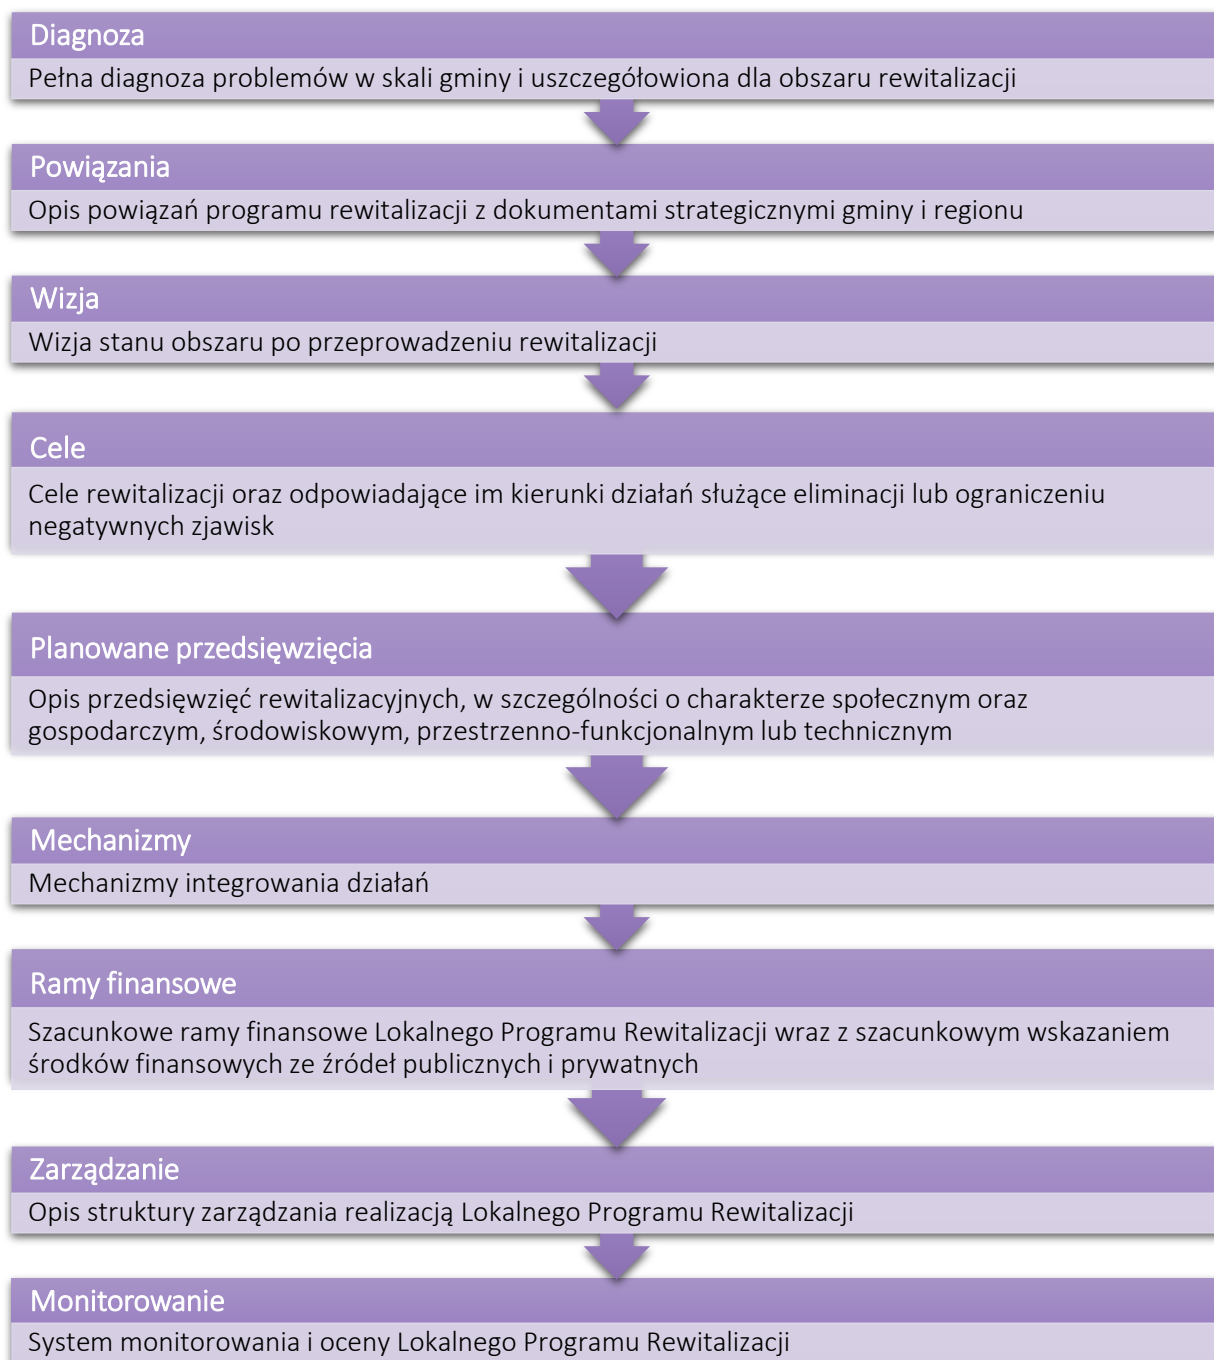 Diagnoza
Pełna diagnoza problemów w skali gminy i uszczegółowiona dla obszaru rewitalizacji
Powiązania
Opis powiązań programu rewitalizacji z dokumentami strategicznymi gminy i regionu
Wizja
Wizja stanu obszaru po przeprowadzeniu rewitalizacji
Cele
Cele rewitalizacji oraz odpowiadające im kierunki działań służące eliminacji lub ograniczeniu
negatywnych zjawisk
Planowane przedsięwzięcia
Opis przedsięwzięć rewitalizacyjnych, w szczególności o charakterze społecznym oraz
gospodarczym, środowiskowym, przestrzenno-funkcjonalnym lub technicznym
Mechanizmy
Mechanizmy integrowania działań
Ramy finansowe
Szacunkowe ramy finansowe Lokalnego Programu Rewitalizacji wraz z szacunkowym wskazaniem
środków finansowych ze źródeł publicznych i prywatnych
Zarządzanie
Opis struktury zarządzania realizacją Lokalnego Programu Rewitalizacji
Monitorowanie
System monitorowania i oceny Lokalnego Programu Rewitalizacji